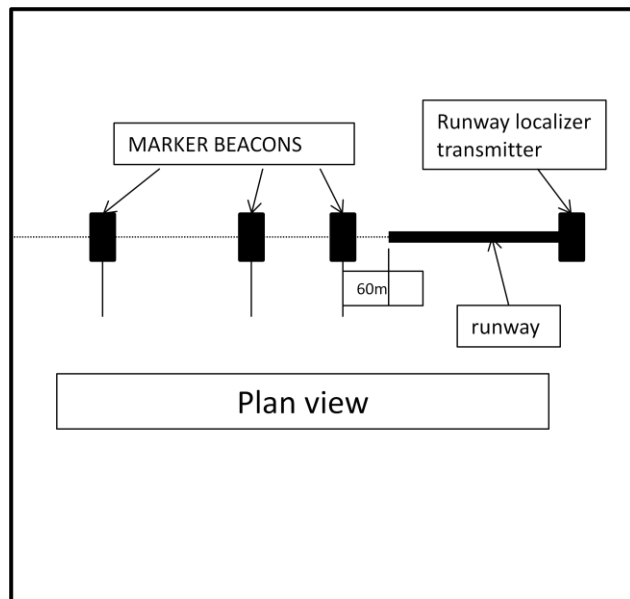 MARKER BEACONS
Runway localizer
transmitter
60m
runway
Plan view